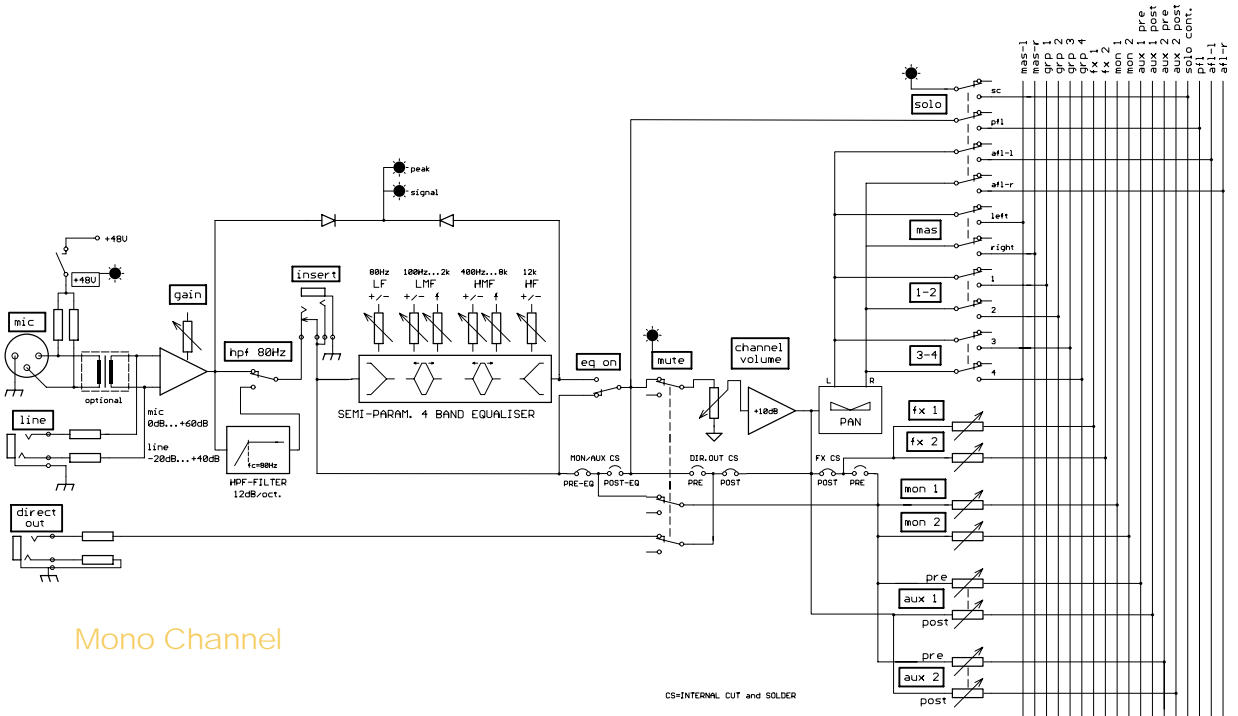 mas-l
mas-r
grp 1
grp 2
grp 3
grp 4
fx 1
fx 2
mon 1
mon 2
aux 1 pre
aux 1 post
aux 2 pre
aux 2 post
solo cont.
pfl
afl-l
afl-r
solo
sc
pfl
afl-l
afl-r
peak
signal
mas
left
right
+48V
+48V
gain
insert
80Hz
LF
+/-
100Hz...2k
LMF
+/- f
400Hz...8k
HMF
+/- f
12k
HF
+/-
1-2
1
2
mic
hpf 80Hz
eq on
mute
channel
volume
3-4
3
4
optional
mic
0dB...+60dB
SEMI-PARAM. 4 BAND EQUALISER
+10dB
L
R
PAN
fx 1
line
line
-20dB...+40dB
fc=80Hz
HPF-FILTER
12dB/oct.
fx 2
MON/AUX CS
PRE-EQ
POST-EQ
DIR.OUT CS
PRE
POST
FX CS
POST
PRE
mon 1
direct
out
mon 2
pre
aux 1
post
Mono Channel
pre
aux 2
post
CS=INTERNAL CUT and SOLDER